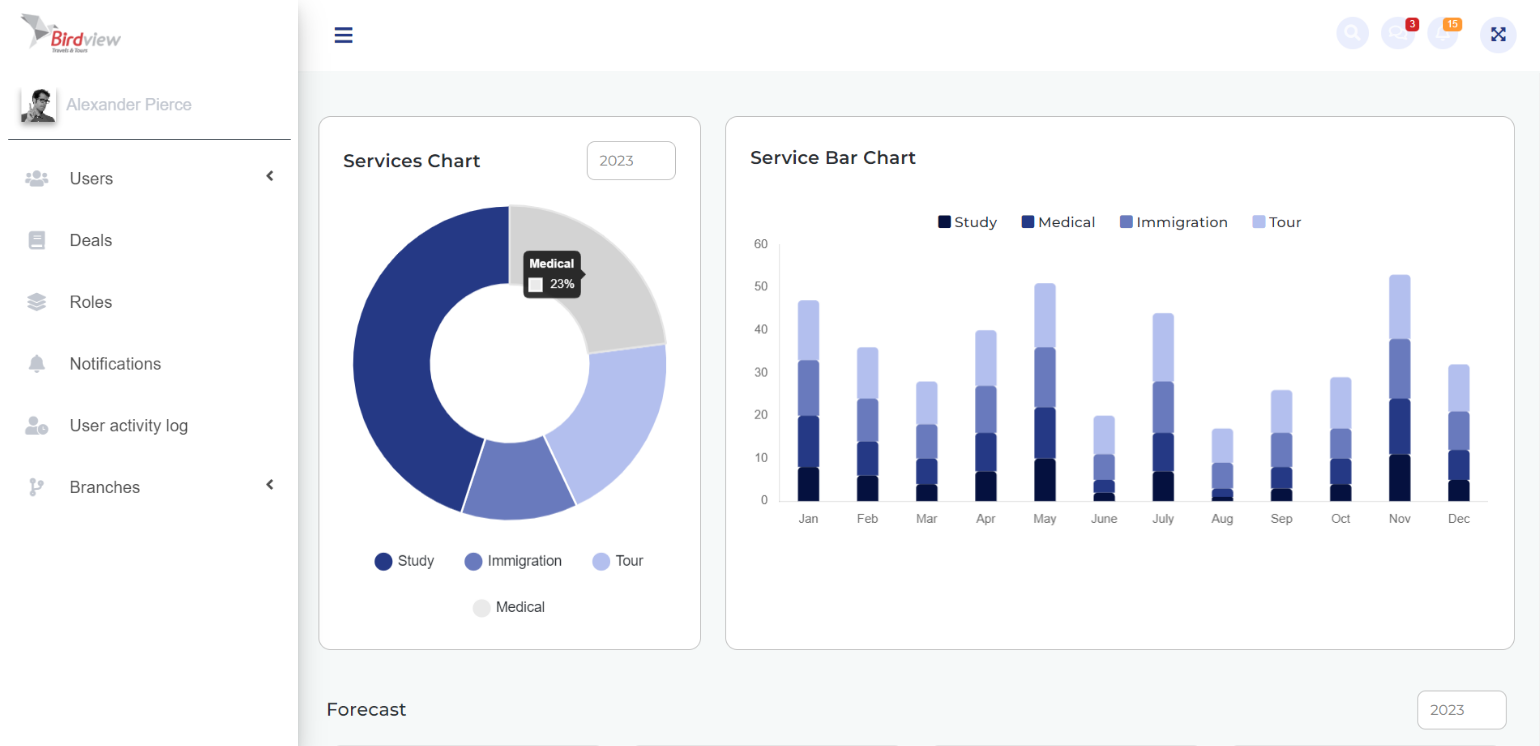 Birdview
Travels & Tours
Alexander Pierce
Users
Deals
Roles
Notifications
User activity log
Branches
3
15
Services Chart
2023
Medical
23%
Study
Immigration
Tour
Medical
Service Bar Chart
Study Medical Immigration Tour
60
50
40
30
20
10
0
Jan Feb Mar Apr May June July Aug Sep Oct Nov Dec
Forecast
2023